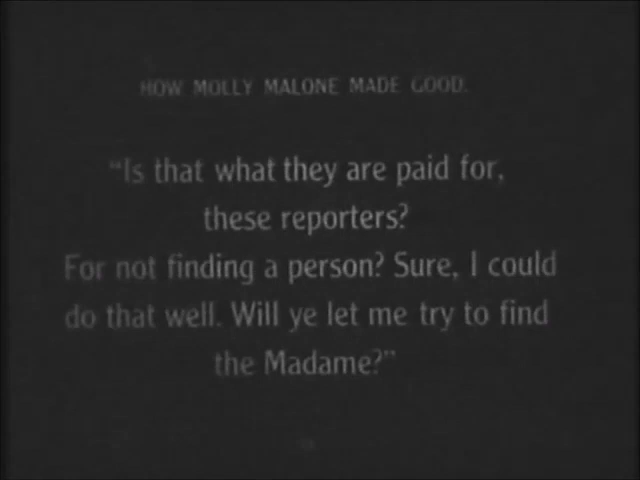 HOW MOLLY MALONE MADE GOOD.
"Is that what they are paid for,
these reporters?
For not finding a person? Sure, I could
do that well. Will ye let me try to find
the Madame?"